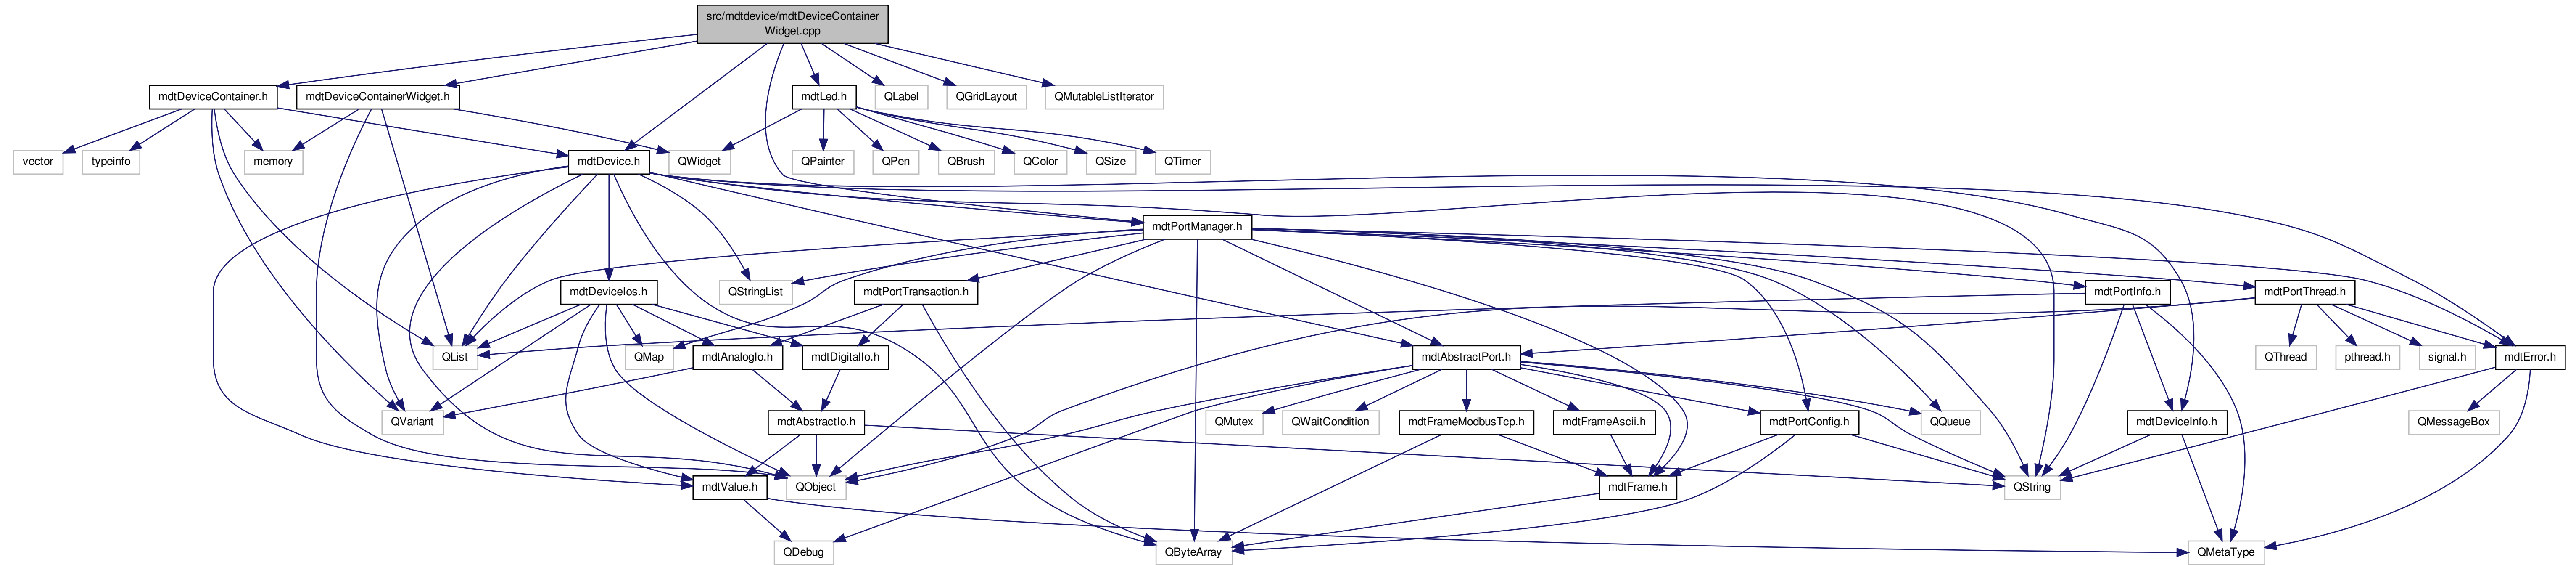 src/mdtdevice/mdtDeviceContainer
Widget.cpp
mdtDeviceContainer.h
mdtDeviceContainerWidget.h
mdtLed.h
QLabel
QGridLayout
QMutableListIterator
vector
typeinfo
memory
mdtDevice.h
QWidget
QPainter
QPen
QBrush
QColor
QSize
QTimer
mdtPortManager.h
mdtDeviceIos.h
QStringList
mdtPortTransaction.h
mdtPortInfo.h
mdtPortThread.h
QList
QMap
mdtAnalogIo.h
mdtDigitalIo.h
mdtAbstractPort.h
QThread
pthread.h
signal.h
mdtError.h
QVariant
mdtAbstractIo.h
QMutex
QWaitCondition
mdtFrameModbusTcp.h
mdtFrameAscii.h
mdtPortConfig.h
QQueue
mdtDeviceInfo.h
QMessageBox
mdtValue.h
QObject
mdtFrame.h
QString
QDebug
QByteArray
QMetaType